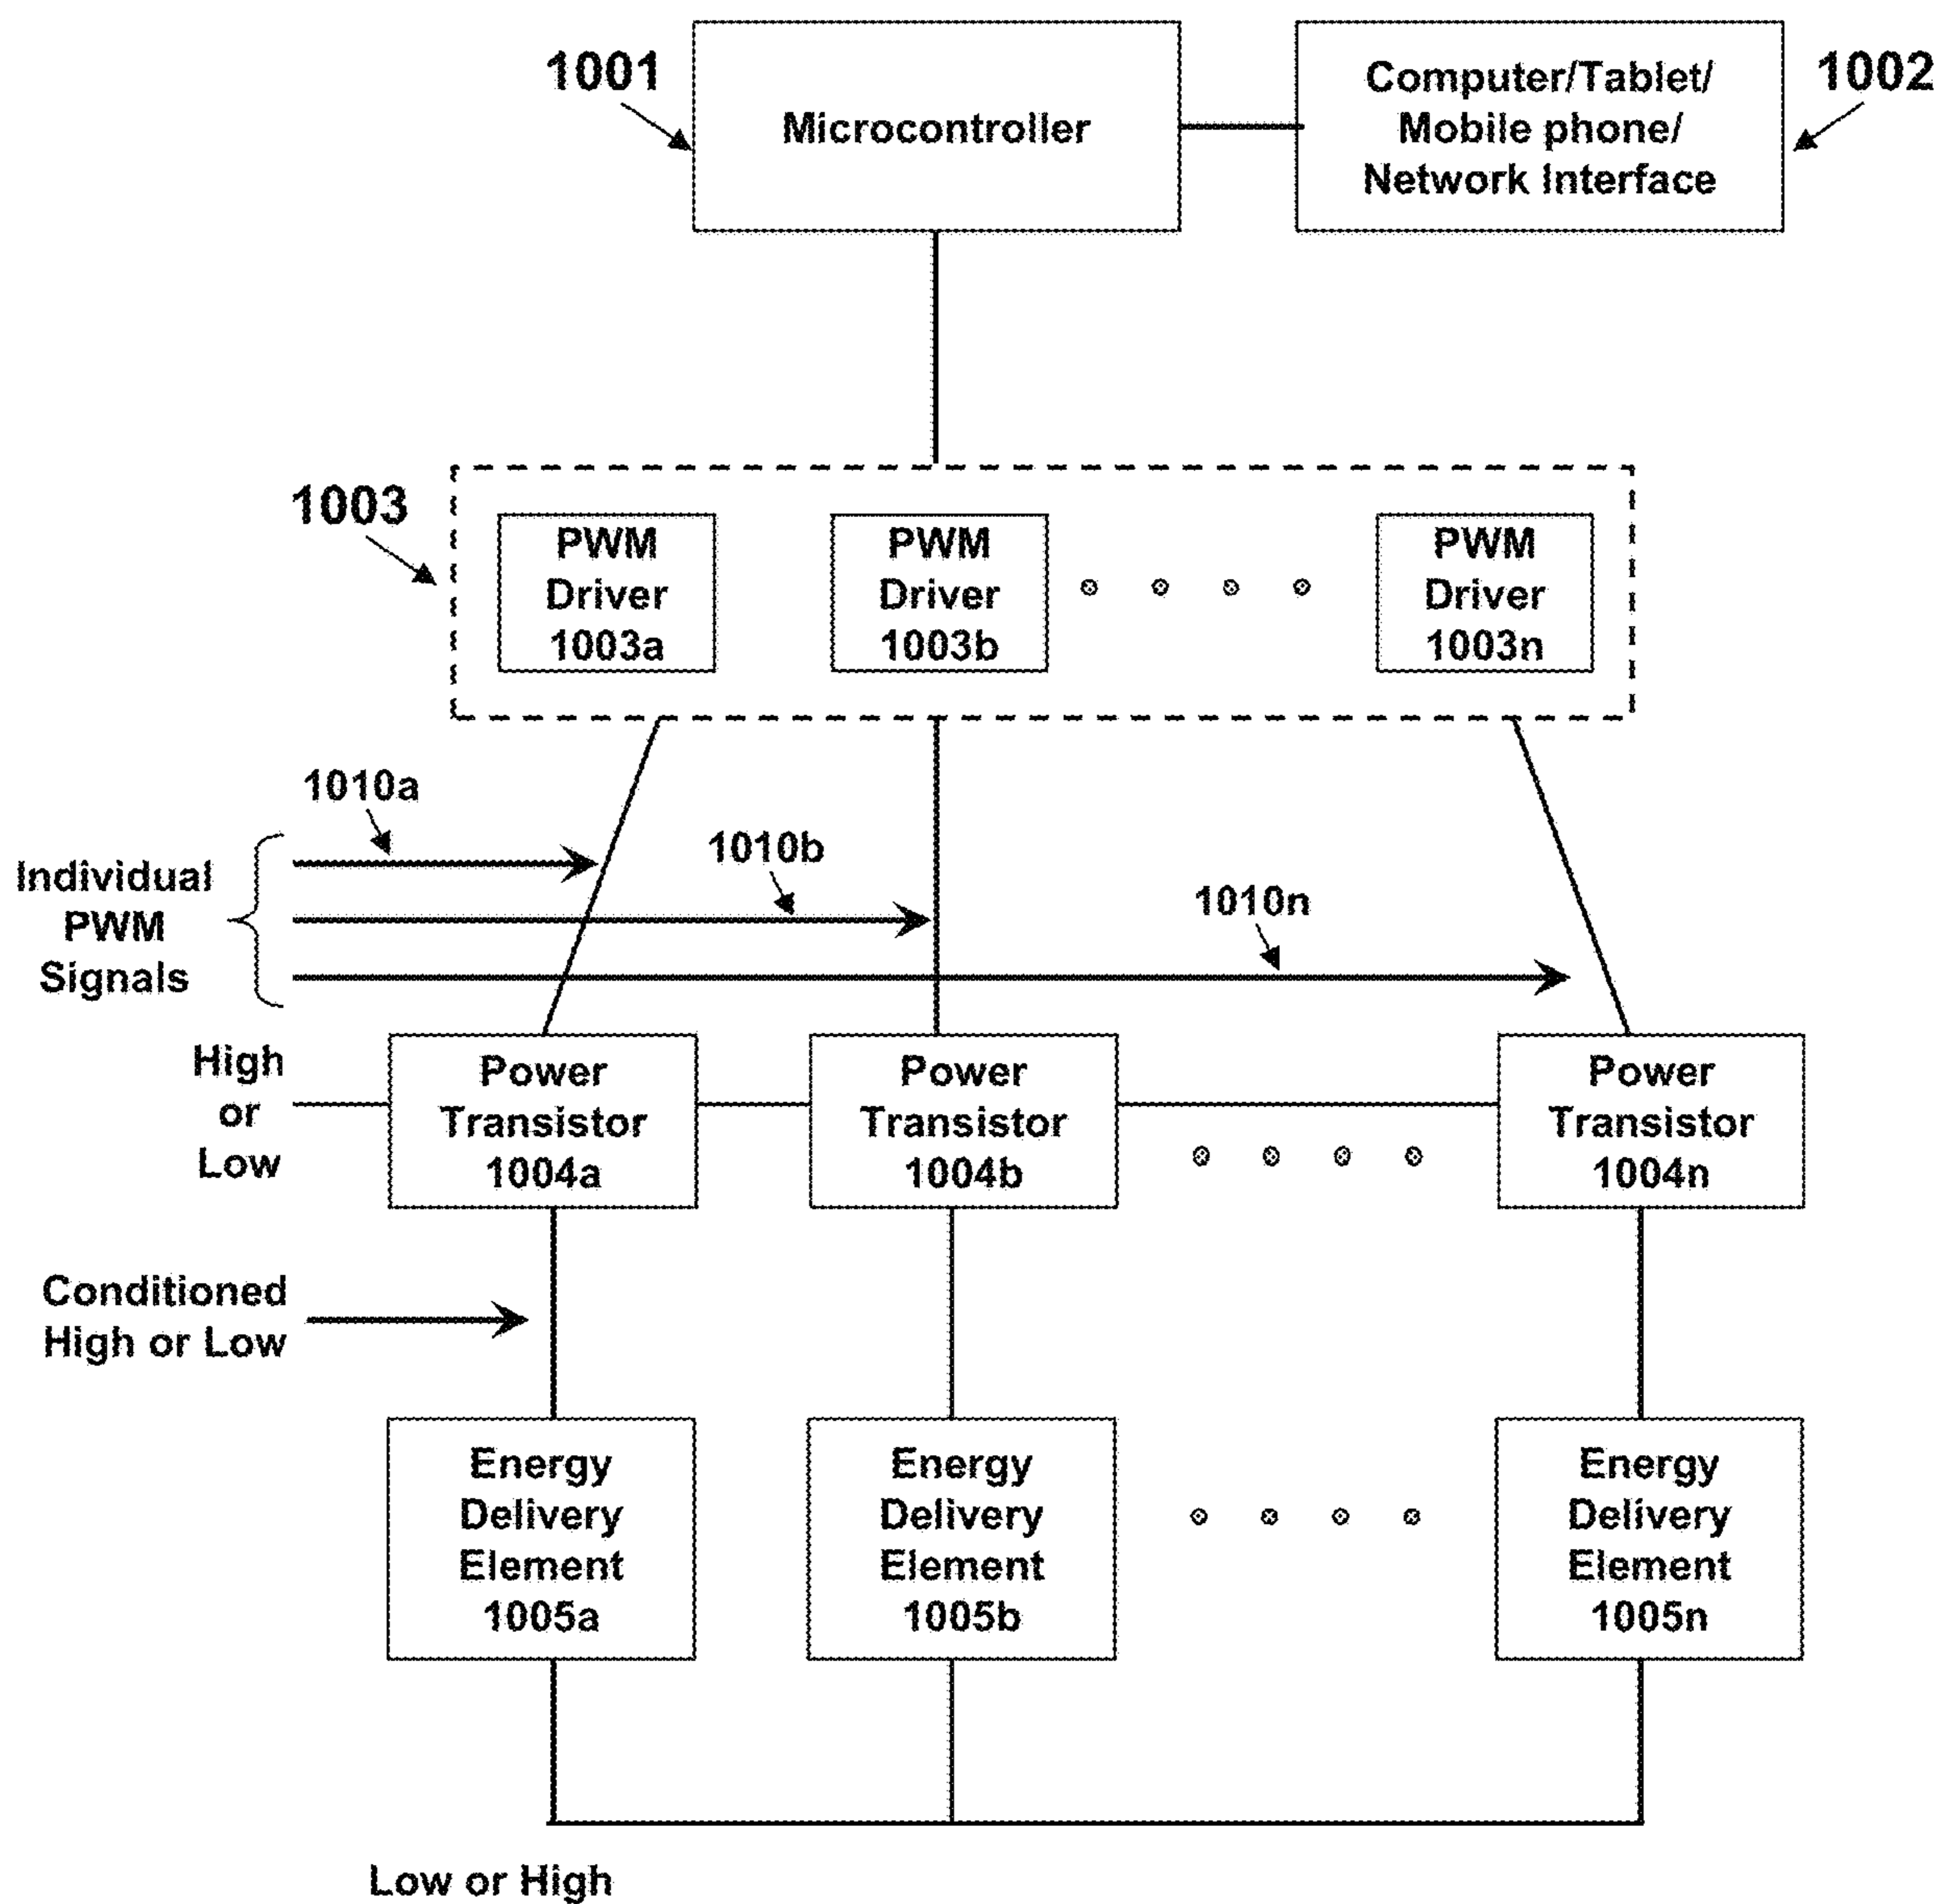 1001
Microcontroller
Computer/Tablet/
Mobile phone/
Network Interface
1002
1003
PWM
Driver
1003a
PWM
Driver
1003b
PWM
Driver
1003n
1010a
1010b
1010n
Individual
PWM
Signals
High
or
Low
Power
Transistor
1004a
Power
Transistor
1004b
Power
Transistor
1004n
Conditioned
High or Low
Energy
Delivery
Element
1005a
Energy
Delivery
Element
1005b
Energy
Delivery
Element
1005n
Low or High